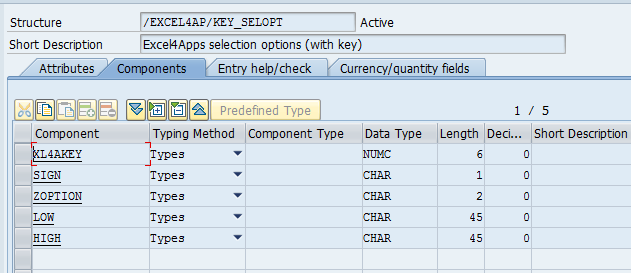 Structure /EXCEL4AP/KEY_SELOPT Active
Short Description Excel4Apps selection options (with key)
Attributes Components Entry help/check Currency/quantity fields
Predefined Type 1 / 5
Component Typing Method Component Type Data Type Length Deci... Short Description
XL4AKEY Types NUMC 6 0
SIGN Types CHAR 1 0
ZOPTION Types CHAR 2 0
LOW Types CHAR 45 0
HIGH Types CHAR 45 0